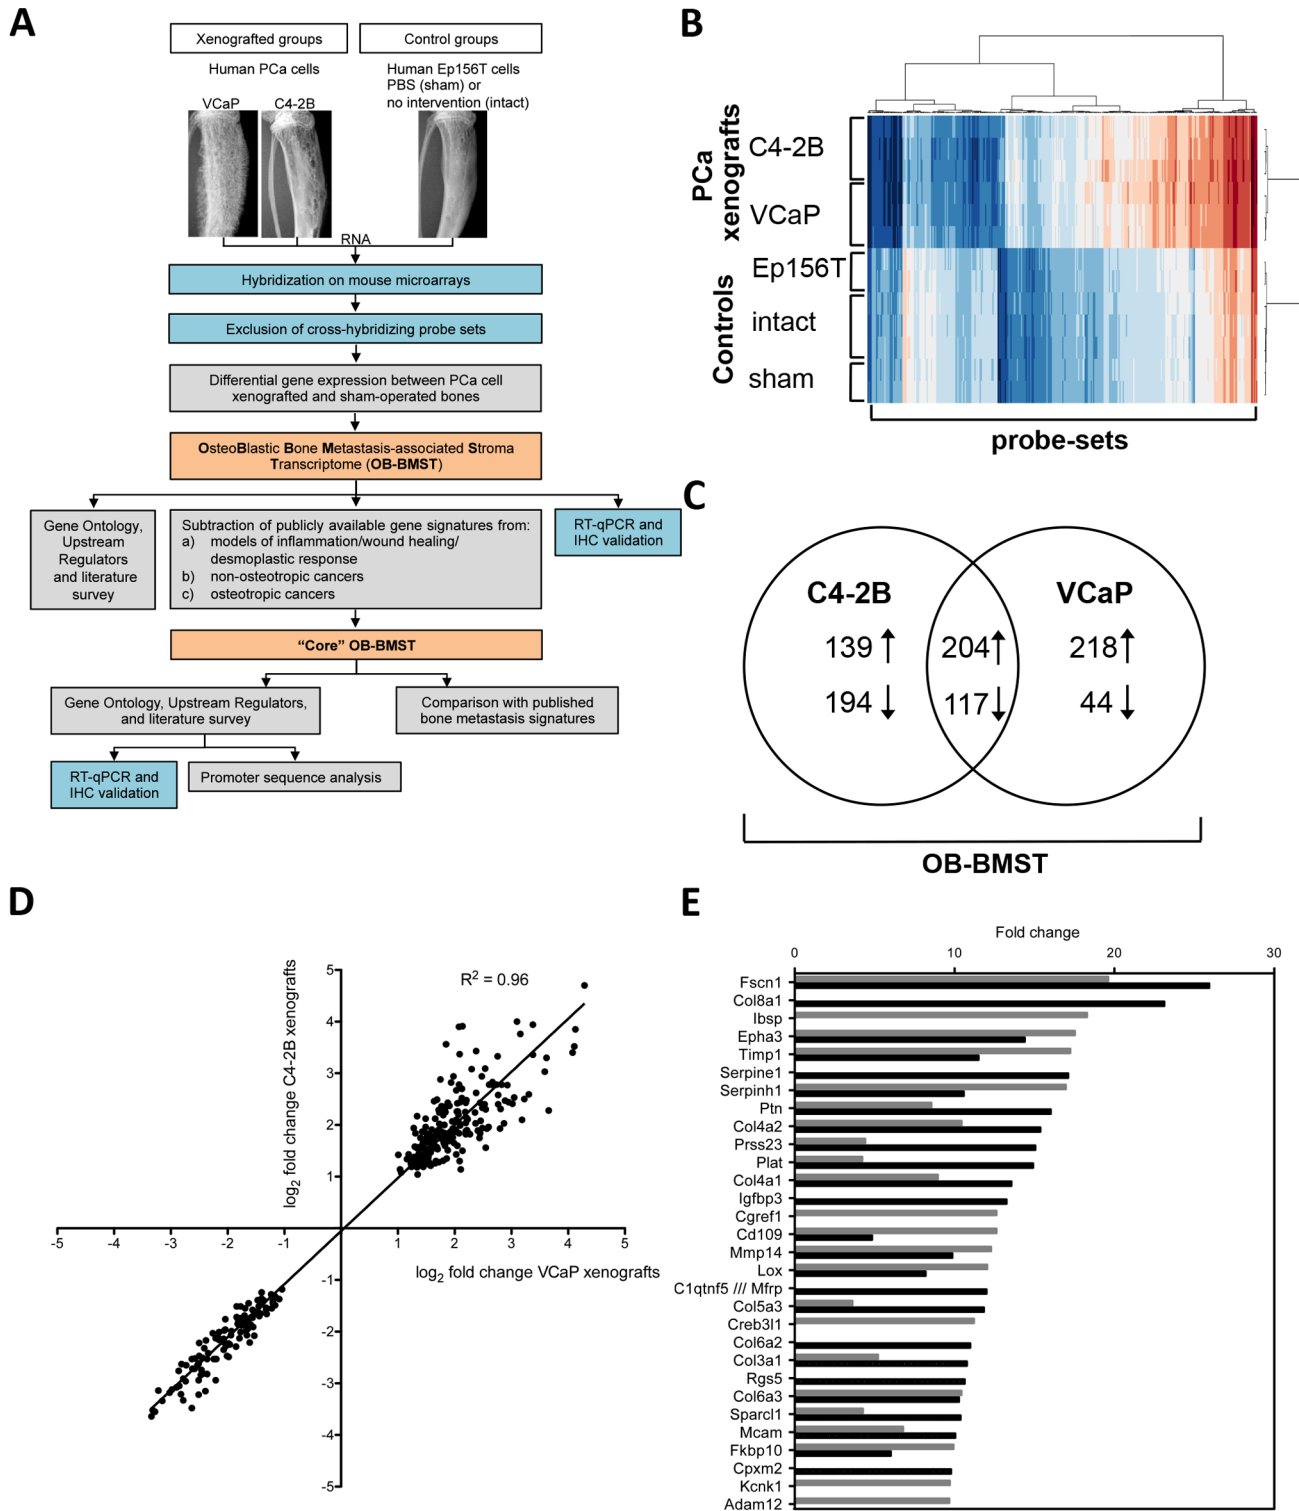 A
Xenografted groups
Control groups
Human PCa cells
Human Ep156T cells
PBS (sham) or
no intervention (intact)
VCaP
C4-2B
RNA
Hybridization on mouse microarrays
Exclusion of cross-hybridizing probe sets
Differential gene expression between PCa cell
xenografted and sham-operated bones
OsteoBlastic Bone Metastasis-associated Stroma
Transcriptome (OB-BMST)
Gene Ontology,
Upstream
Regulators
and literature
survey
Subtraction of publicly available gene signatures from:
a) models of inflammation/wound healing/
desmoplastic response
b) non-osteotropic cancers
c) osteotropic cancers
RT-qPCR and
IHC validation
“Core” OB-BMST
Gene Ontology, Upstream Regulators,
and literature survey
Comparison with published
bone metastasis signatures
RT-qPCR and
IHC validation
Promoter sequence analysis
B
PCa
xenografts
Controls
C4-2B
VCaP
Ep156T
intact
sham
probe-sets
C
C4-2B
VCaP
139↑
204↑
218↑
194↓
117↓
44↓
OB-BMST
D
log2 fold change C4-2B xenografts
R2 = 0.96
5
4
3
2
1
-5
-4
-3
-2
-1
1
2
3
4
5
log2 fold change VCaP xenografts
-1
-2
-3
-4
-5
E
Fold change
0
10
20
30
Fscn1
Col8a1
Ibsp
Epha3
Timp1
Serpine1
Serpinh1
Ptn
Col4a2
Prss23
Plat
Col4a1
Igfbp3
Cgref1
Cd109
Mmp14
Lox
C1qtnf5 /// Mfrp
Col5a3
Creb3l1
Col6a2
Col3a1
Rgs5
Col6a3
Sparcl1
Mcam
Fkbp10
Cpxm2
Kcnk1
Adam12